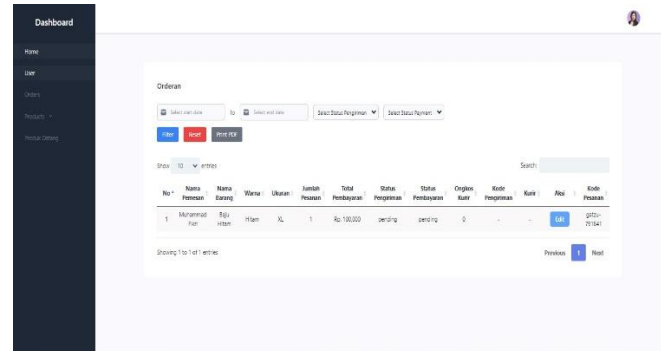 Dashboard
Home
User
Orders
Products
Orderan
Select start date to Select end date Select Status Pengiriman Select Status Payment
Filter Reset Print PDF
Show 10 entries Search:
No Nama Pemesan Nama Barang Warna Ukuran Jumlah Pesanan Total Pembayaran Status Pengiriman Status Pembayaran Ongkos Kurir Kode Pengiriman Kurir Aksi Kode Pesanan
1 Muhammad Baju Hitam Hitam XL 1 Rp. 100,000 pending pending 0 - - Edit
Showing 1 to 1 of 1 entries Previous 1 Next